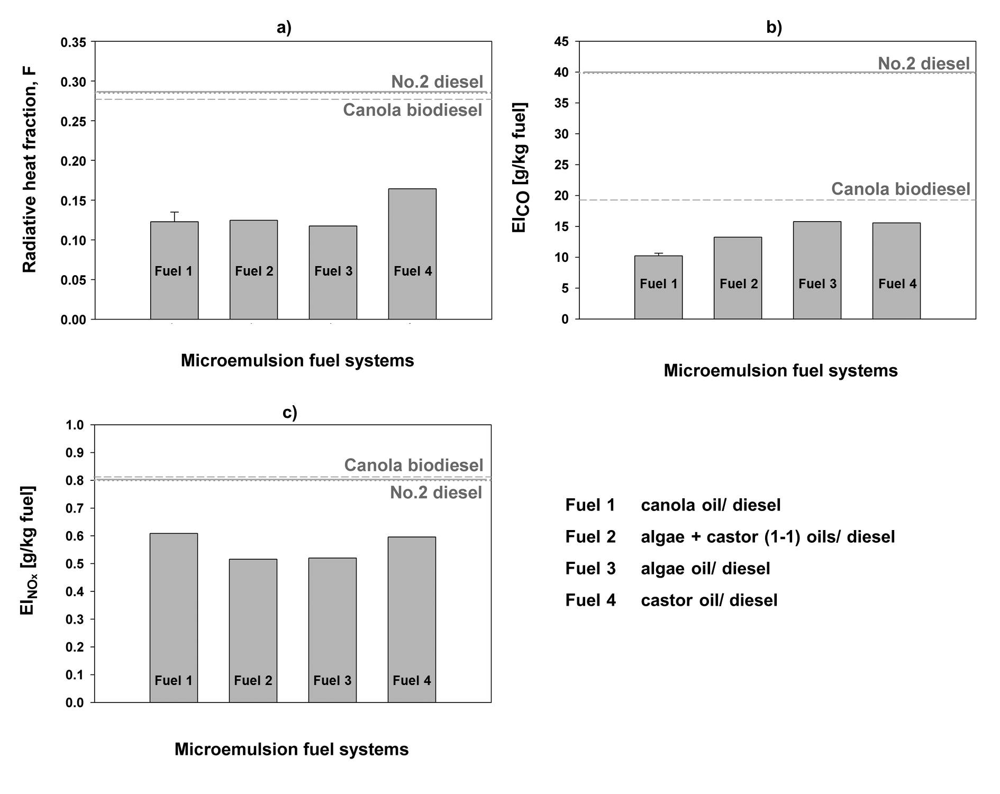 a)
0.35
0.30
0.25
0.20
0.15
0.10
0.05
0.00
Radiative heat fraction, F
No.2 diesel
Canola biodiesel
Fuel 1 Fuel 2 Fuel 3 Fuel 4
Microemulsion fuel systems
b)
45
40
35
30
25
20
15
10
5
0
EICO [g/kg fuel]
No.2 diesel
Canola biodiesel
Fuel 1 Fuel 2 Fuel 3 Fuel 4
Microemulsion fuel systems
c)
1.0
0.9
0.8
0.7
0.6
0.5
0.4
0.3
0.2
0.1
0.0
EINOx [g/kg fuel]
Canola biodiesel
No.2 diesel
Fuel 1 Fuel 2 Fuel 3 Fuel 4
Microemulsion fuel systems
Fuel 1 canola oil/ diesel
Fuel 2 algae + castor (1-1) oils/ diesel
Fuel 3 algae oil/ diesel
Fuel 4 castor oil/ diesel